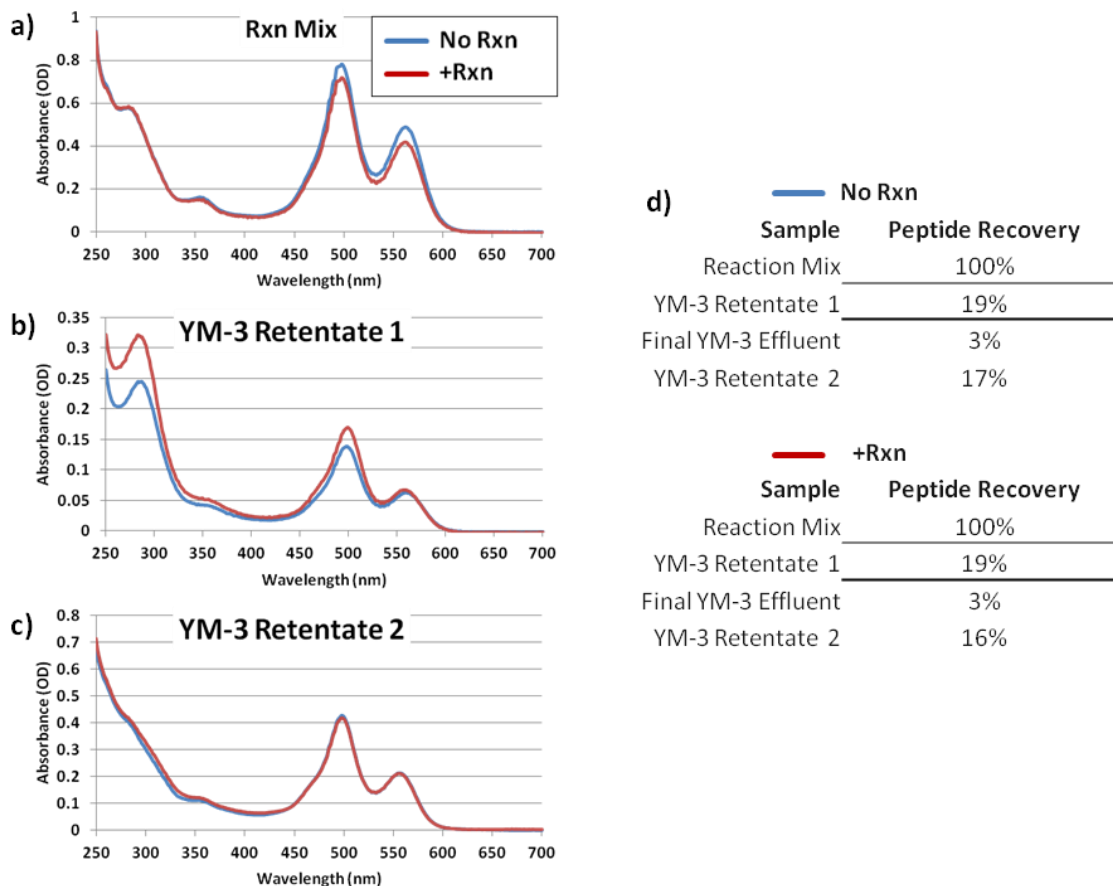 a)
Rxn Mix
No Rxn
+Rxn
Absorbance (OD)
1
0.8
0.6
0.4
0.2
0
250 300 350 400 450 500 550 600 650 700
Wavelength (nm)
b)
YM-3 Retentate 1
Absorbance (OD)
0.35
0.3
0.25
0.2
0.15
0.1
0.05
0
250 300 350 400 450 500 550 600 650 700
Wavelength (nm)
c)
YM-3 Retentate 2
Absorbance (OD)
0.8
0.7
0.6
0.5
0.4
0.3
0.2
0.1
0
250 300 350 400 450 500 550 600 650 700
Wavelength (nm)
d)
No Rxn
Sample Peptide Recovery
Reaction Mix 100%
YM-3 Retentate 1 19%
Final YM-3 Effluent 3%
YM-3 Retentate 2 17%
+Rxn
Sample Peptide Recovery
Reaction Mix 100%
YM-3 Retentate 1 19%
Final YM-3 Effluent 3%
YM-3 Retentate 2 16%